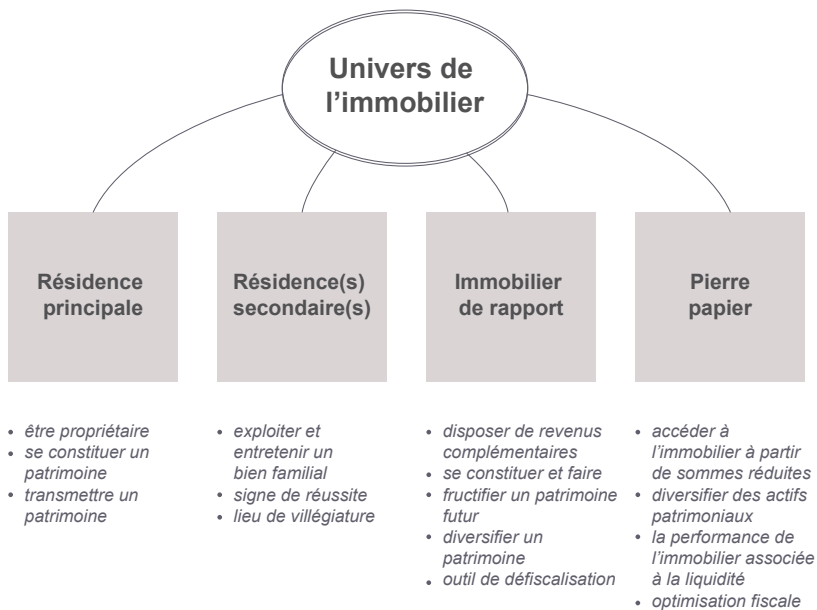 Univers de
l'immobilier
Résidence
principale
Résidence(s)
secondaire(s)
Immobilier
de rapport
Pierre
papier
• être propriétaire
• se constituer un
patrimoine
• transmettre un
patrimoine
• exploiter et
entretenir un
bien familial
• signe de réussite
• lieu de villégiature
• disposer de revenus
complémentaires
• se constituer et faire
• fructifier un patrimoine
futur
• diversifier un
patrimoine
• outil de défiscalisation
• accéder à
l'immobilier à partir
de sommes réduites
• diversifier des actifs
patrimoniaux
• la performance de
l'immobilier associée
à la liquidité
• optimisation fiscale